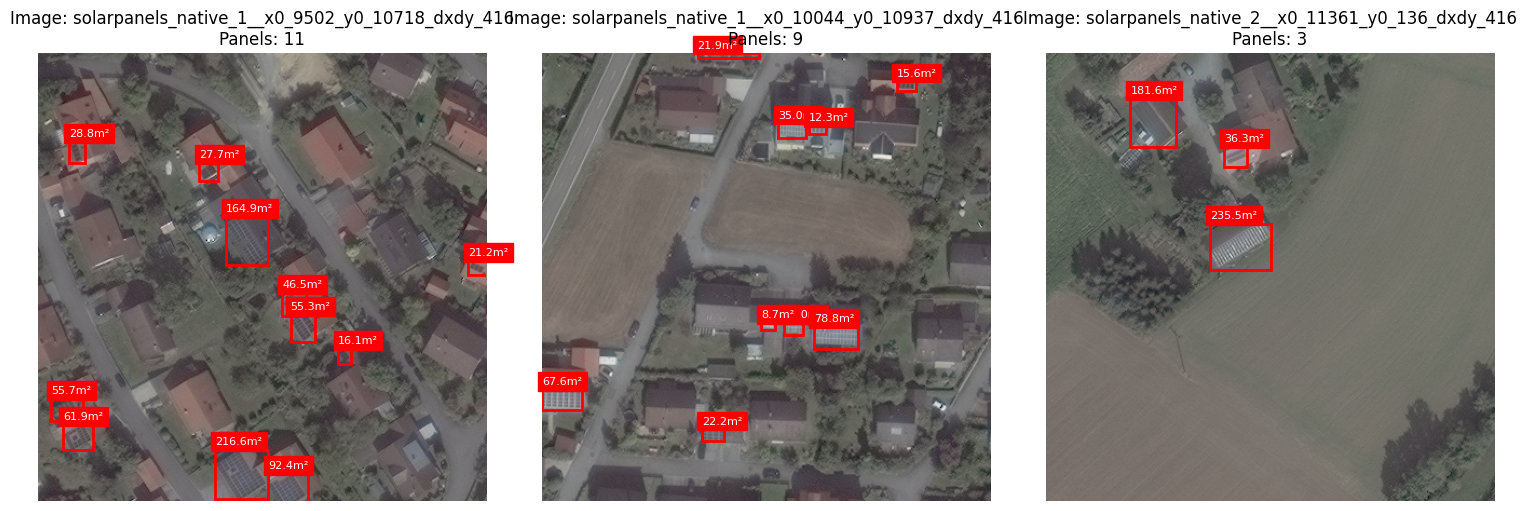 Image: solarpanels_native_1__x0_9502_y0_10718_dxdy_416
Panels: 11
28.8m²
27.7m²
164.9m²
21.2m²
46.5m²
55.3m²
16.1m²
55.7m²
61.9m²
216.6m²
92.4m²
Image: solarpanels_native_1__x0_10044_y0_10937_dxdy_416
Panels: 9
21.9m²
15.6m²
35.0
12.3m²
8.7m²
78.8m²
67.6m²
22.2m²
Image: solarpanels_native_2__x0_11361_y0_136_dxdy_416
Panels: 3
181.6m²
36.3m²
235.5m²